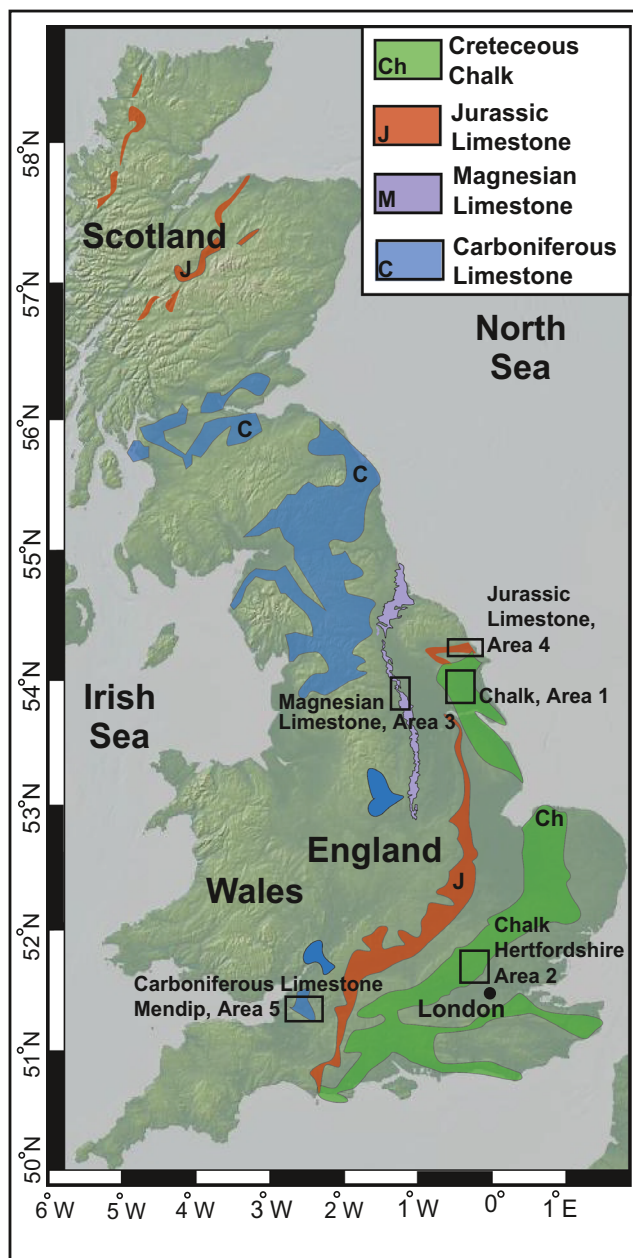 Ch
Creteceous
Chalk
J
Jurassic
Limestone
M
Magnesian
Limestone
C
Carboniferous
Limestone
Scotland
J
North
Sea
C
C
Jurassic
Limestone,
Area 4
Chalk, Area 1
Magnesian
Limestone, Area 3
Irish
Sea
England
Ch
J
Wales
Chalk
Hertfordshire
Area 2
Carboniferous Limestone
Mendip, Area 5
London
58°N
57°N
56°N
55°N
54°N
53°N
52°N
51°N
50°N
6°W 5°W 4°W 3°W 2°W 1°W 0° 1°E